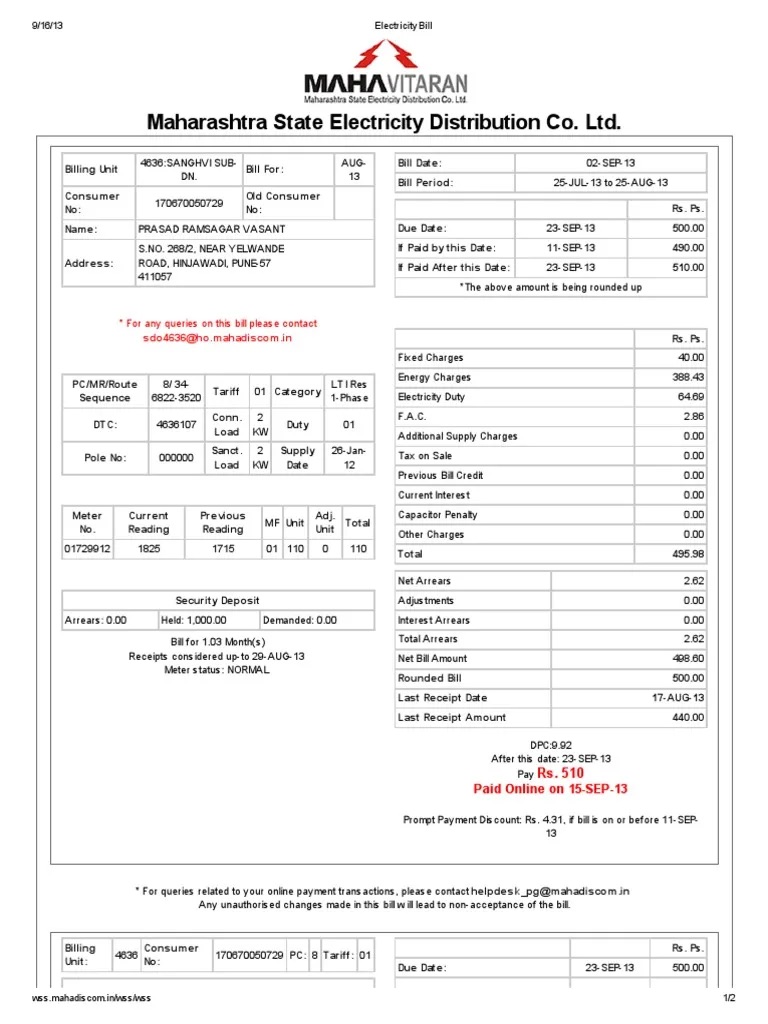 9/16/13 Electricity Bill
MAHAVITARAN
Maharashtra State Electricity Distribution Co. Ltd.
Maharashtra State Electricity Distribution Co. Ltd.
Billing Unit 4636:SANGHVI SUB-DN. Bill For: AUG-13
Consumer No: 170670050729 Old Consumer No:
Name: PRASAD RAMSAGAR VASANT
Address: S.NO. 268/2, NEAR YELWANDE
ROAD, HINJAWADI, PUNE-57
411057
* For any queries on this bill please contact
sdo4636@ho.mahadiscom.in
PC/MR/Route Sequence 8/ 34-6822-3520 Tariff 01 Category LT I Res 1-Phase
DTC: 4636107 Conn. Load 2 KW Duty 01
Pole No: 000000 Sanct. Load 2 KW Supply Date 26-Jan-12
Meter No. Current Reading Previous Reading MF Unit Adj. Unit Total
01729912 1825 1715 01 110 0 110
Security Deposit
Arrears: 0.00 Held: 1,000.00 Demanded: 0.00
Bill for 1.03 Month(s)
Receipts considered up-to 29-AUG-13
Meter status: NORMAL
Bill Date: 02-SEP-13
Bill Period: 25-JUL-13 to 25-AUG-13
Rs. Ps.
Due Date: 23-SEP-13 500.00
If Paid by this Date: 11-SEP-13 490.00
If Paid After this Date: 23-SEP-13 510.00
*The above amount is being rounded up
Rs. Ps.
Fixed Charges 40.00
Energy Charges 388.43
Electricity Duty 64.69
F.A.C. 2.86
Additional Supply Charges 0.00
Tax on Sale 0.00
Previous Bill Credit 0.00
Current Interest 0.00
Capacitor Penalty 0.00
Other Charges 0.00
Total 495.98
Net Arrears 2.62
Adjustments 0.00
Interest Arrears 0.00
Total Arrears 2.62
Net Bill Amount 498.60
Rounded Bill 500.00
Last Receipt Date 17-AUG-13
Last Receipt Amount 440.00
DPC:9.92
After this date: 23-SEP-13
Pay Rs. 510
Paid Online on 15-SEP-13
Prompt Payment Discount: Rs. 4.31, if bill is on or before 11-SEP-
13
* For queries related to your online payment transactions, please contact helpdesk_pg@mahadiscom.in
Any unauthorised changes made in this bill will lead to non-acceptance of the bill.
Billing Unit: 4636 Consumer No: 170670050729 PC: 8 Tariff: 01
Rs. Ps.
Due Date: 23-SEP-13 500.00
wss.mahadiscom.in/wss/wss 1/2